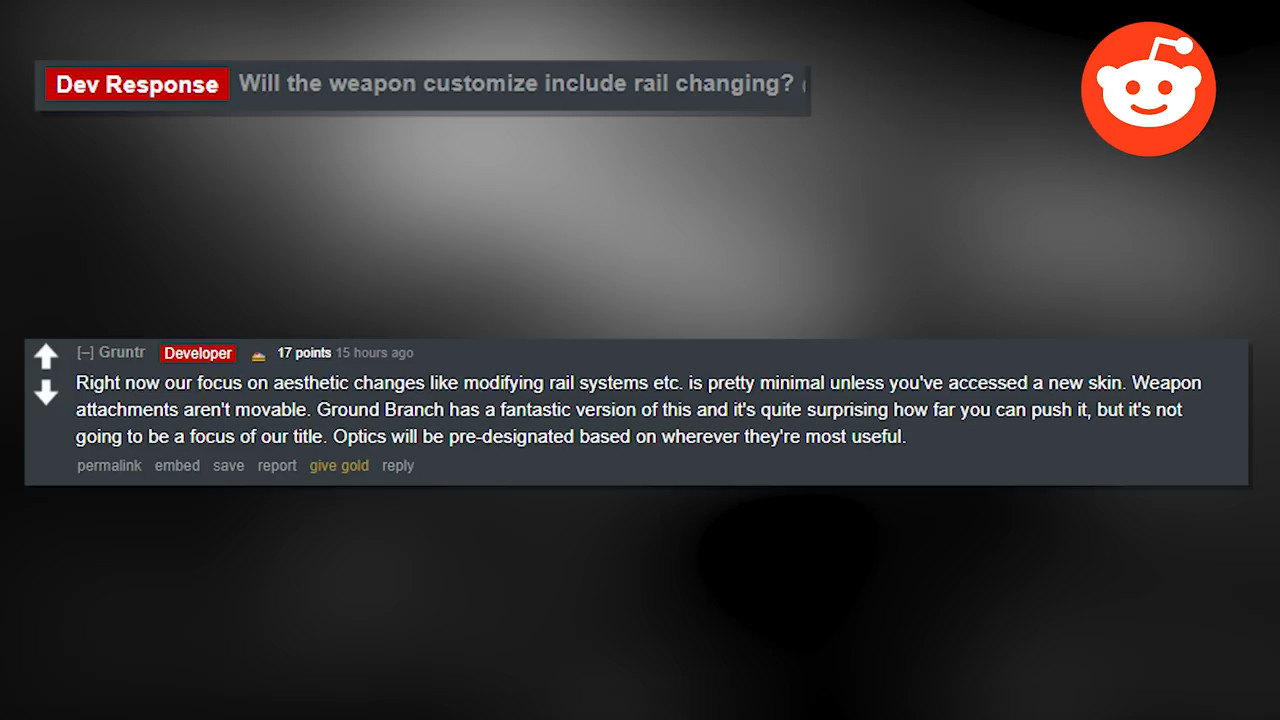 Dev Response Will the weapon customize include rail changing?
[–] Gruntr Developer 17 points 15 hours ago
Right now our focus on aesthetic changes like modifying rail systems etc. is pretty minimal unless you've accessed a new skin. Weapon
attachments aren't movable. Ground Branch has a fantastic version of this and it's quite surprising how far you can push it, but it's not
going to be a focus of our title. Optics will be pre-designated based on wherever they're most useful.
permalink embed save report give gold reply